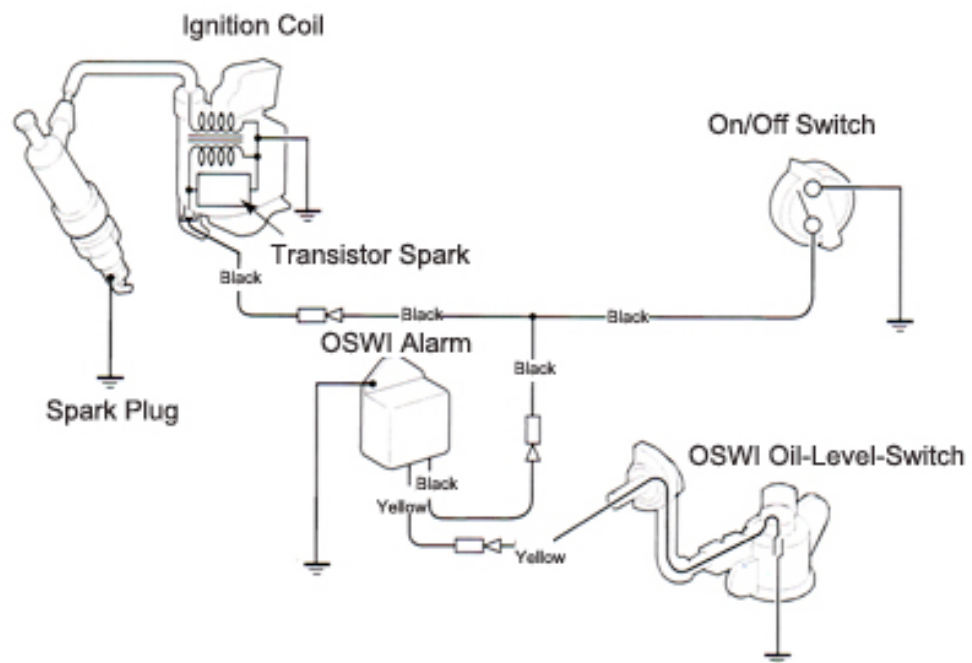 Ignition Coil
On/Off Switch
Transistor Spark
Black
Black
Black
OSWI Alarm
Black
Spark Plug
OSWI Oil-Level-Switch
Black
Yellow
Yellow